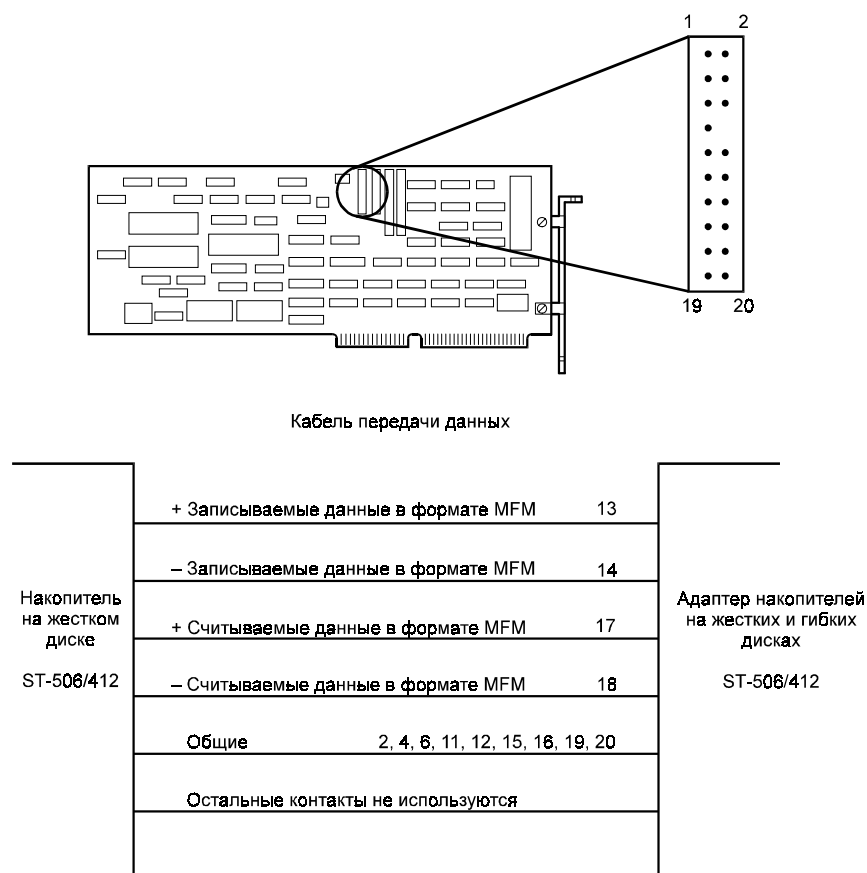 1 2
19 20
Кабель передачи данных
+ Записываемые данные в формате MFM 13
– Записываемые данные в формате MFM 14
+ Считываемые данные в формате MFM 17
– Считываемые данные в формате MFM 18
Общие 2, 4, 6, 11, 12, 15, 16, 19, 20
Остальные контакты не используются
Накопитель
на жестком
диске
ST-506/412
Адаптер накопителей
на жестких и гибких
дисках
ST-506/412